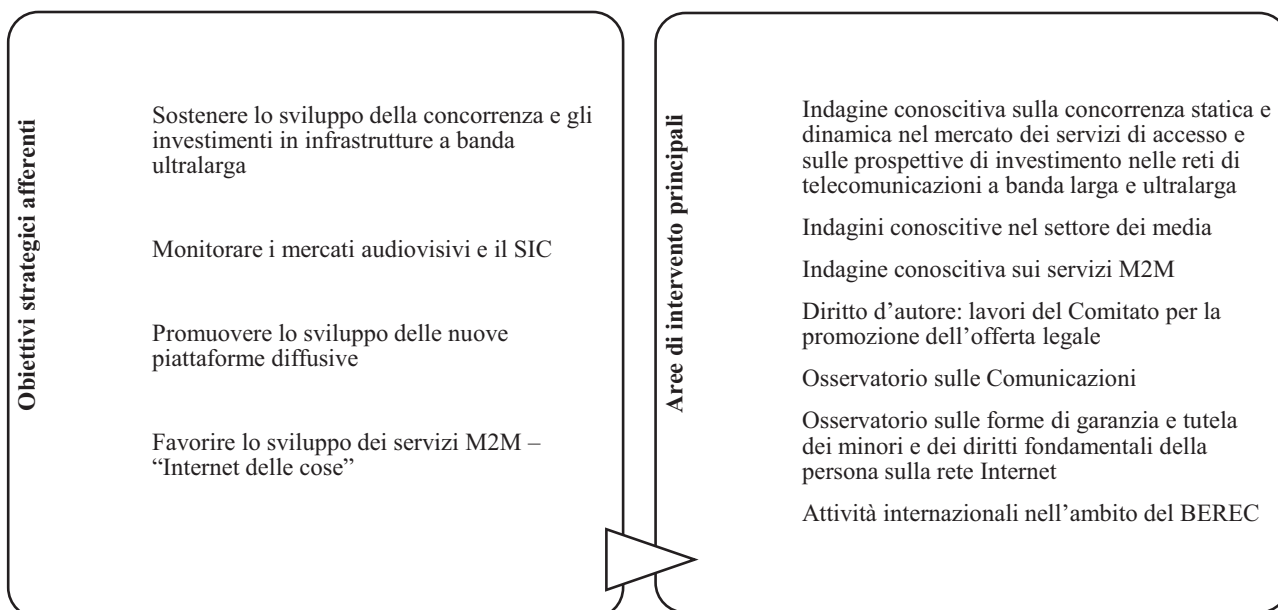 Obiettivi strategici afferenti
Sostenere lo sviluppo della concorrenza e gli
investimenti in infrastrutture a banda
ultralarga
Monitorare i mercati audiovisivi e il SIC
Promuovere lo sviluppo delle nuove
piattaforme diffusive
Favorire lo sviluppo dei servizi M2M –
“Internet delle cose”
Aree di intervento principali
Indagine conoscitiva sulla concorrenza statica e
dinamica nel mercato dei servizi di accesso e
sulle prospettive di investimento nelle reti di
telecomunicazioni a banda larga e ultralarga
Indagini conoscitive nel settore dei media
Indagine conoscitiva sui servizi M2M
Diritto d’autore: lavori del Comitato per la
promozione dell’offerta legale
Osservatorio sulle Comunicazioni
Osservatorio sulle forme di garanzia e tutela
dei minori e dei diritti fondamentali della
persona sulla rete Internet
Attività internazionali nell’ambito del BEREC